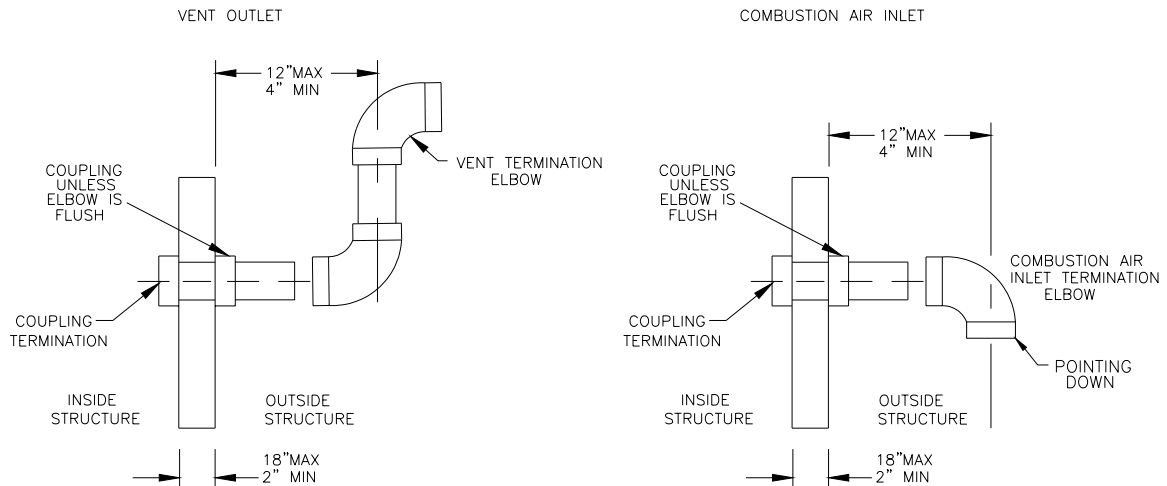 VENT OUTLET
12”MAX
4” MIN
COUPLING
UNLESS
ELBOW IS
FLUSH
VENT TERMINATION
ELBOW
COUPLING
TERMINATION
INSIDE
STRUCTURE
OUTSIDE
STRUCTURE
18”MAX
2” MIN
COMBUSTION AIR INLET
12”MAX
4” MIN
COUPLING
UNLESS
ELBOW IS
FLUSH
COMBUSTION AIR
INLET TERMINATION
ELBOW
COUPLING
TERMINATION
POINTING
DOWN
INSIDE
STRUCTURE
OUTSIDE
STRUCTURE
18”MAX
2” MIN